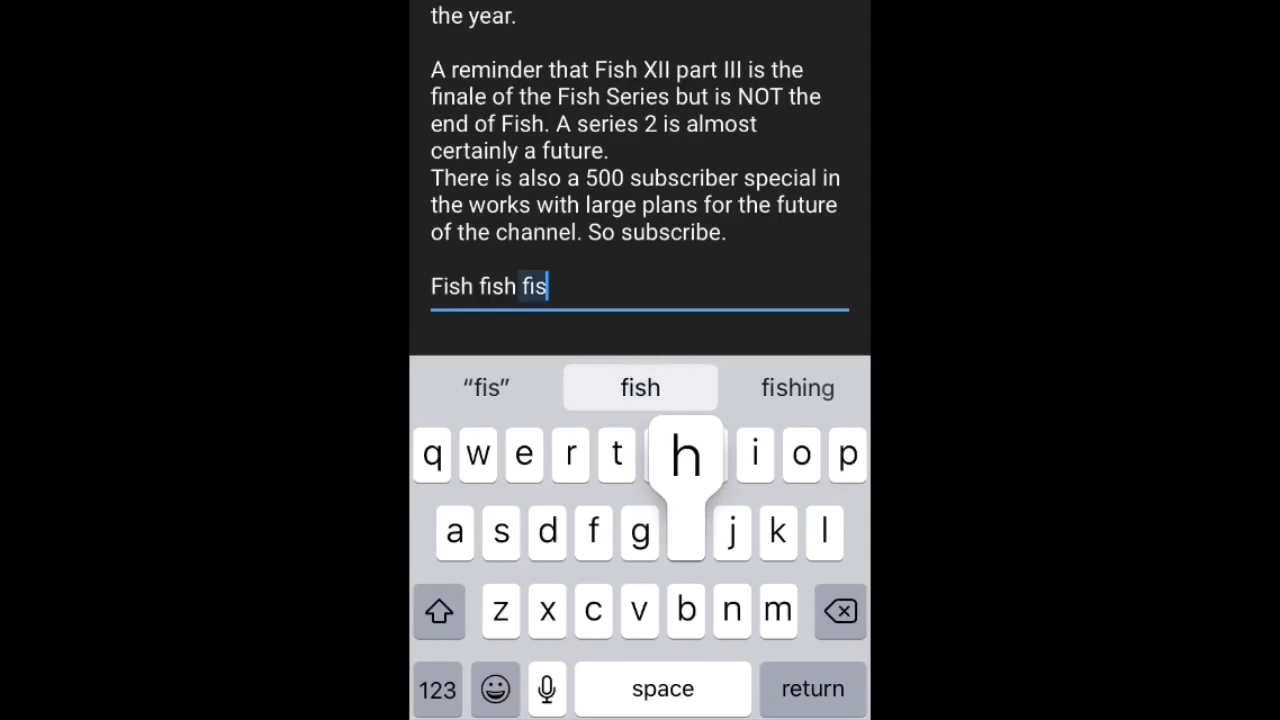 the year.
A reminder that Fish XII part III is the
finale of the Fish Series but is NOT the
end of Fish. A series 2 is almost
certainly a future.
There is also a 500 subscriber special in
the works with large plans for the future
of the channel. So subscribe.
Fish fish fis
“fis” fish fishing
q w e r t h i o p
a s d f g j k l
z x c v b n m
123 space return